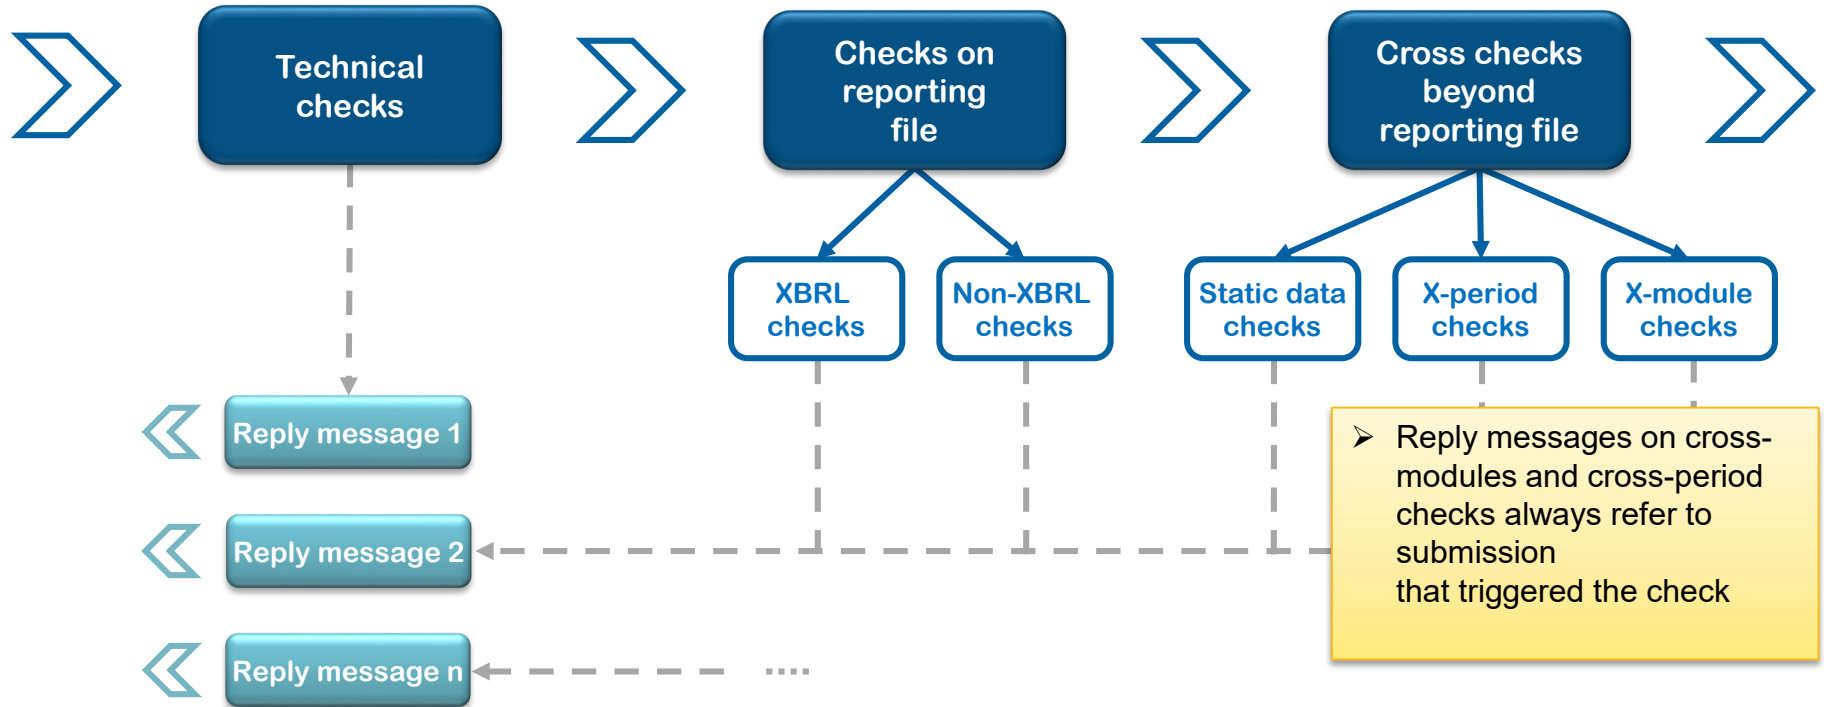 Technical
checks
Checks on
reporting
file
Cross checks
beyond
reporting file
XBRL
checks
Non-XBRL
checks
Static data
checks
X-period
checks
X-module
checks
Reply message 1
Reply message 2
Reply message n
.....
➢ Reply messages on cross-
modules and cross-period
checks always refer to
submission
that triggered the check